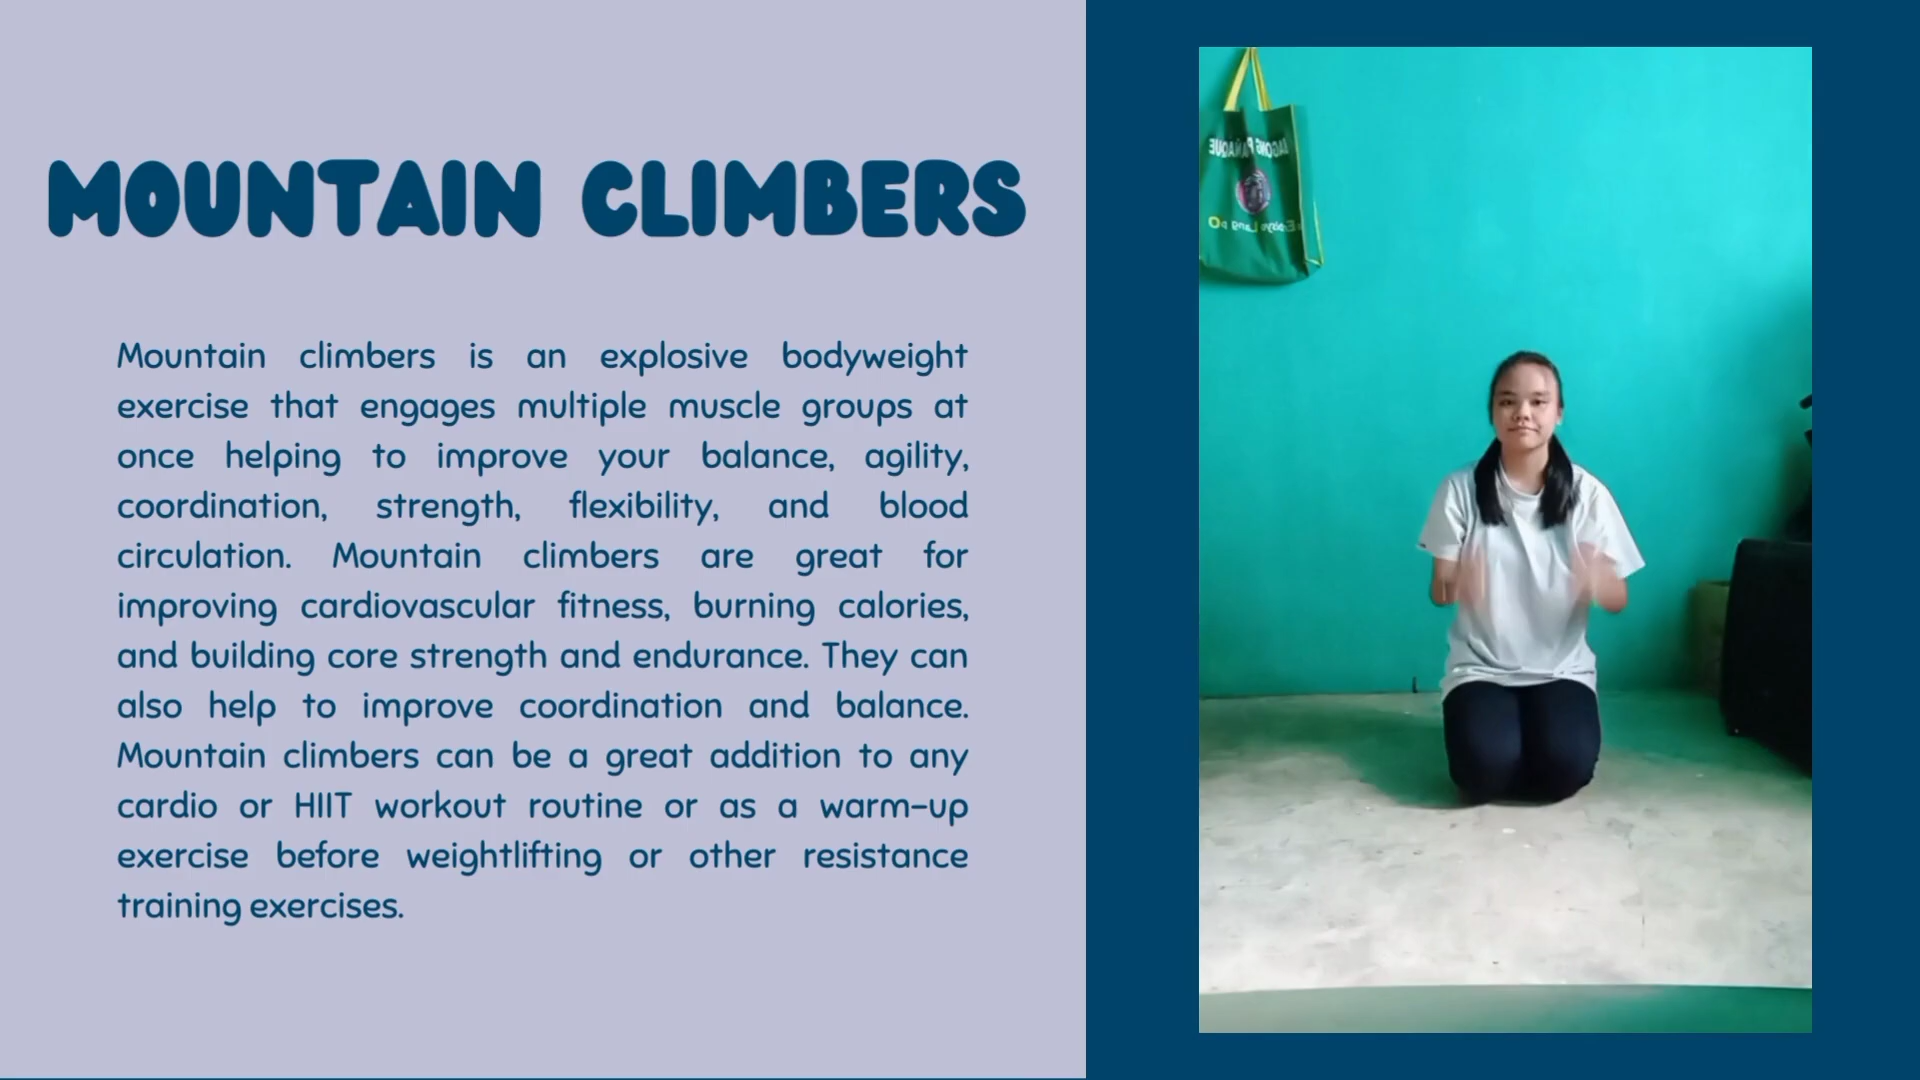 MOUNTAIN CLIMBERS
Mountain climbers is an explosive bodyweight
exercise that engages multiple muscle groups at
once helping to improve your balance, agility,
coordination, strength, flexibility, and blood
circulation. Mountain climbers are great for
improving cardiovascular fitness, burning calories,
and building core strength and endurance. They can
also help to improve coordination and balance.
Mountain climbers can be a great addition to any
cardio or HIIT workout routine or as a warm-up
exercise before weightlifting or other resistance
training exercises.
BAGONG PARAÑAQUE